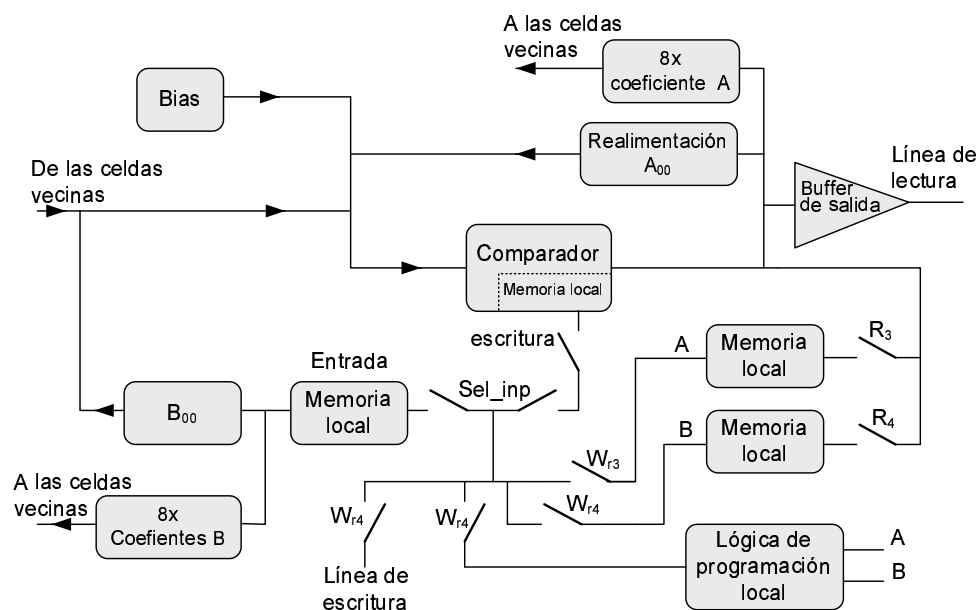 A las celdas
vecinas
8x
coeficiente A
Bias
Realimentación
A00
De las celdas
vecinas
Línea de
lectura
Buffer
de salida
Comparador
Memoria local
escritura
R3
A
Memoria
local
Entrada
Sel_inp
B00
Memoria
local
R4
B
Memoria
local
Wr3
A las celdas
vecinas
8x
Coefientes B
Wr4
Wr4
Wr4
Lógica de
programación
local
A
B
Línea de
escritura